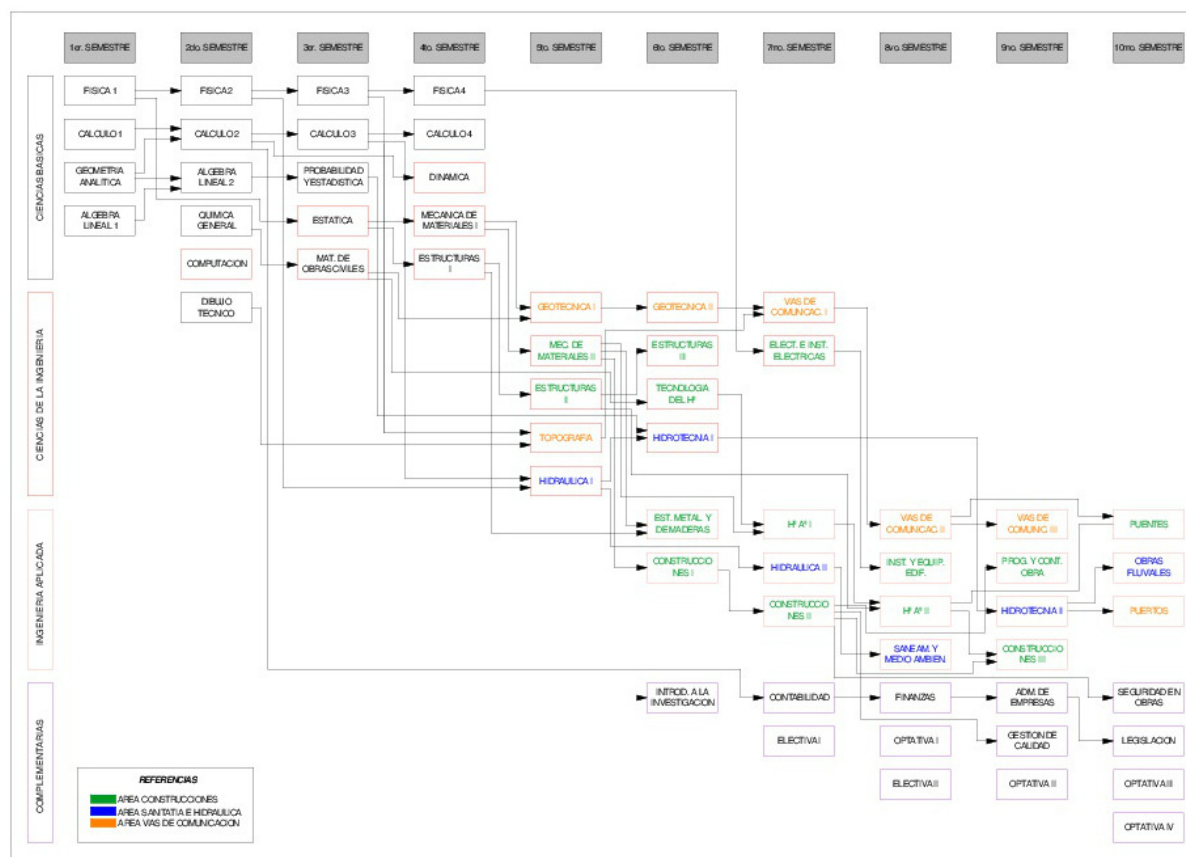 1er. SEMESTRE
2do. SEMESTRE
3er. SEMESTRE
4to. SEMESTRE
5to. SEMESTRE
6to. SEMESTRE
7mo. SEMESTRE
8vo. SEMESTRE
9no. SEMESTRE
10mo. SEMESTRE
CIENCIAS BASICAS
FISICA 1
FISICA 2
FISICA 3
FISICA 4
CALCULO 1
CALCULO 2
CALCULO 3
CALCULO 4
GEOMETRIA
ANALITICA
ALGEBRA
LINEAL 2
PROBABILIDAD
Y ESTADISTICA
DINAMICA
ALGEBRA
LINEAL 1
QUIMICA
GENERAL
ESTATICA
MECANICA DE
MATERIALES I
COMPUTACION
MAT. DE
OBRAS CIVILES
ESTRUCTURAS
I
DIBUJO
TECNICO
CIENCIAS DE LA INGENIERIA
GEOTECNICA I
GEOTECNICA II
VIAS DE
COMUNICAC. I
MEC. DE
MATERIALES II
ESTRUCTURAS
III
ELECT. E INST.
ELECTRICAS
ESTRUCTURAS
II
TECNOLOGIA
DEL Hº
TOPOGRAFIA
HIDROTECNIA I
HIDRAULICA I
INGENIERIA APLICADA
EST. METAL. Y
DE MADERAS
Hº Aº I
VIAS DE
COMUNICAC. II
VIAS DE
COMUNIC. III
PUENTES
CONSTRUCCIO
NES I
HIDRAULICA II
INST. Y EQUIP.
EDIF.
PROG. Y CONT.
OBRA
OBRAS
FLUVIALES
CONSTRUCCIO
NES II
Hº Aº II
HIDROTECNIA II
PUERTOS
SANEAM. Y
MEDIO AMBIEN.
CONSTRUCCIO
NES III
COMPLEMENTARIAS
INTROD. A LA
INVESTIGACION
CONTABILIDAD
FINANZAS
ADM. DE
EMPRESAS
SEGURIDAD EN
OBRAS
ELECTIVA I
OPTATIVA I
GESTION DE
CALIDAD
LEGISLACION
ELECTIVA II
OPTATIVA II
OPTATIVA III
OPTATIVA IV
REFERENCIAS
AREA CONSTRUCCIONES
AREA SANITATIA E HIDRAULICA
AREA VIAS DE COMUNICACION